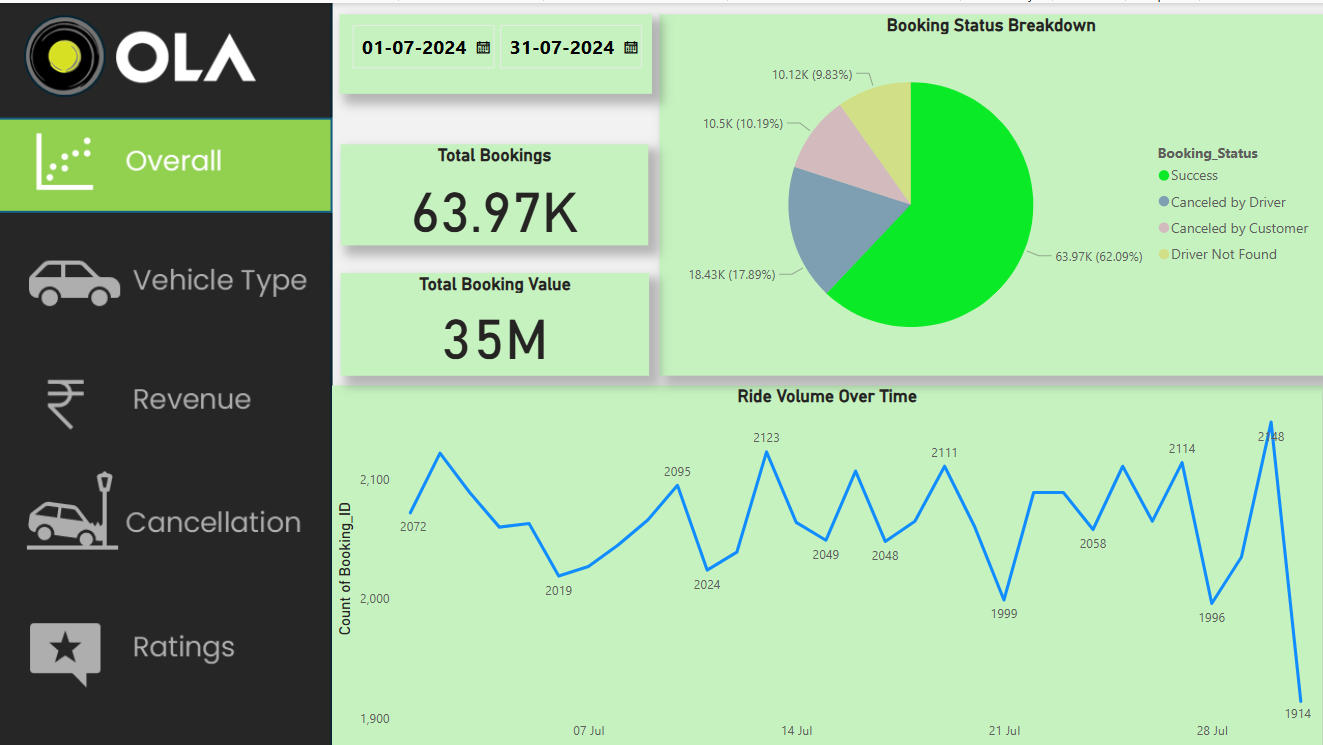 OLA
Overall
Vehicle Type
Revenue
Cancellation
Ratings
01-07-2024 31-07-2024
Total Bookings
63.97K
Total Booking Value
35M
Booking Status Breakdown
10.12K (9.83%)
10.5K (10.19%)
18.43K (17.89%)
63.97K (62.09%)
Booking_Status
Success
Canceled by Driver
Canceled by Customer
Driver Not Found
Ride Volume Over Time
Count of Booking_ID
2,100
2,000
1,900
2072
2019
2095
2024
2123
2049
2048
2111
1999
2058
2114
1996
2148
1914
07 Jul
14 Jul
21 Jul
28 Jul